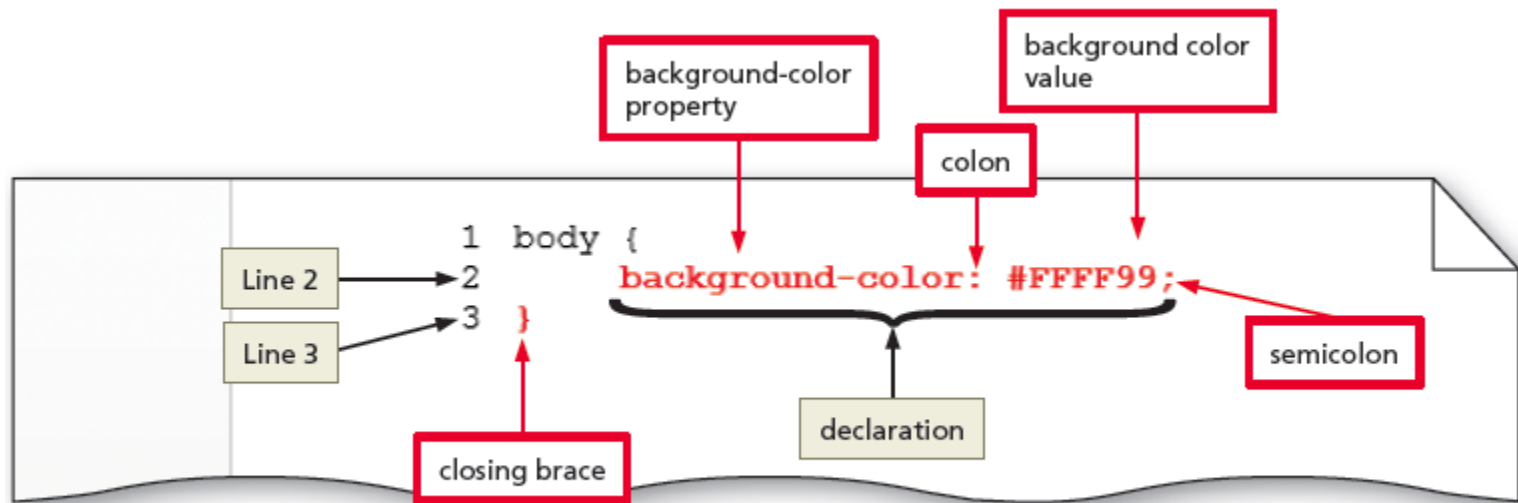 background-color
property
background color
value
colon
1 body {
Line 2
2 background-color: #FFFF99;
Line 3
3 }
semicolon
declaration
closing brace